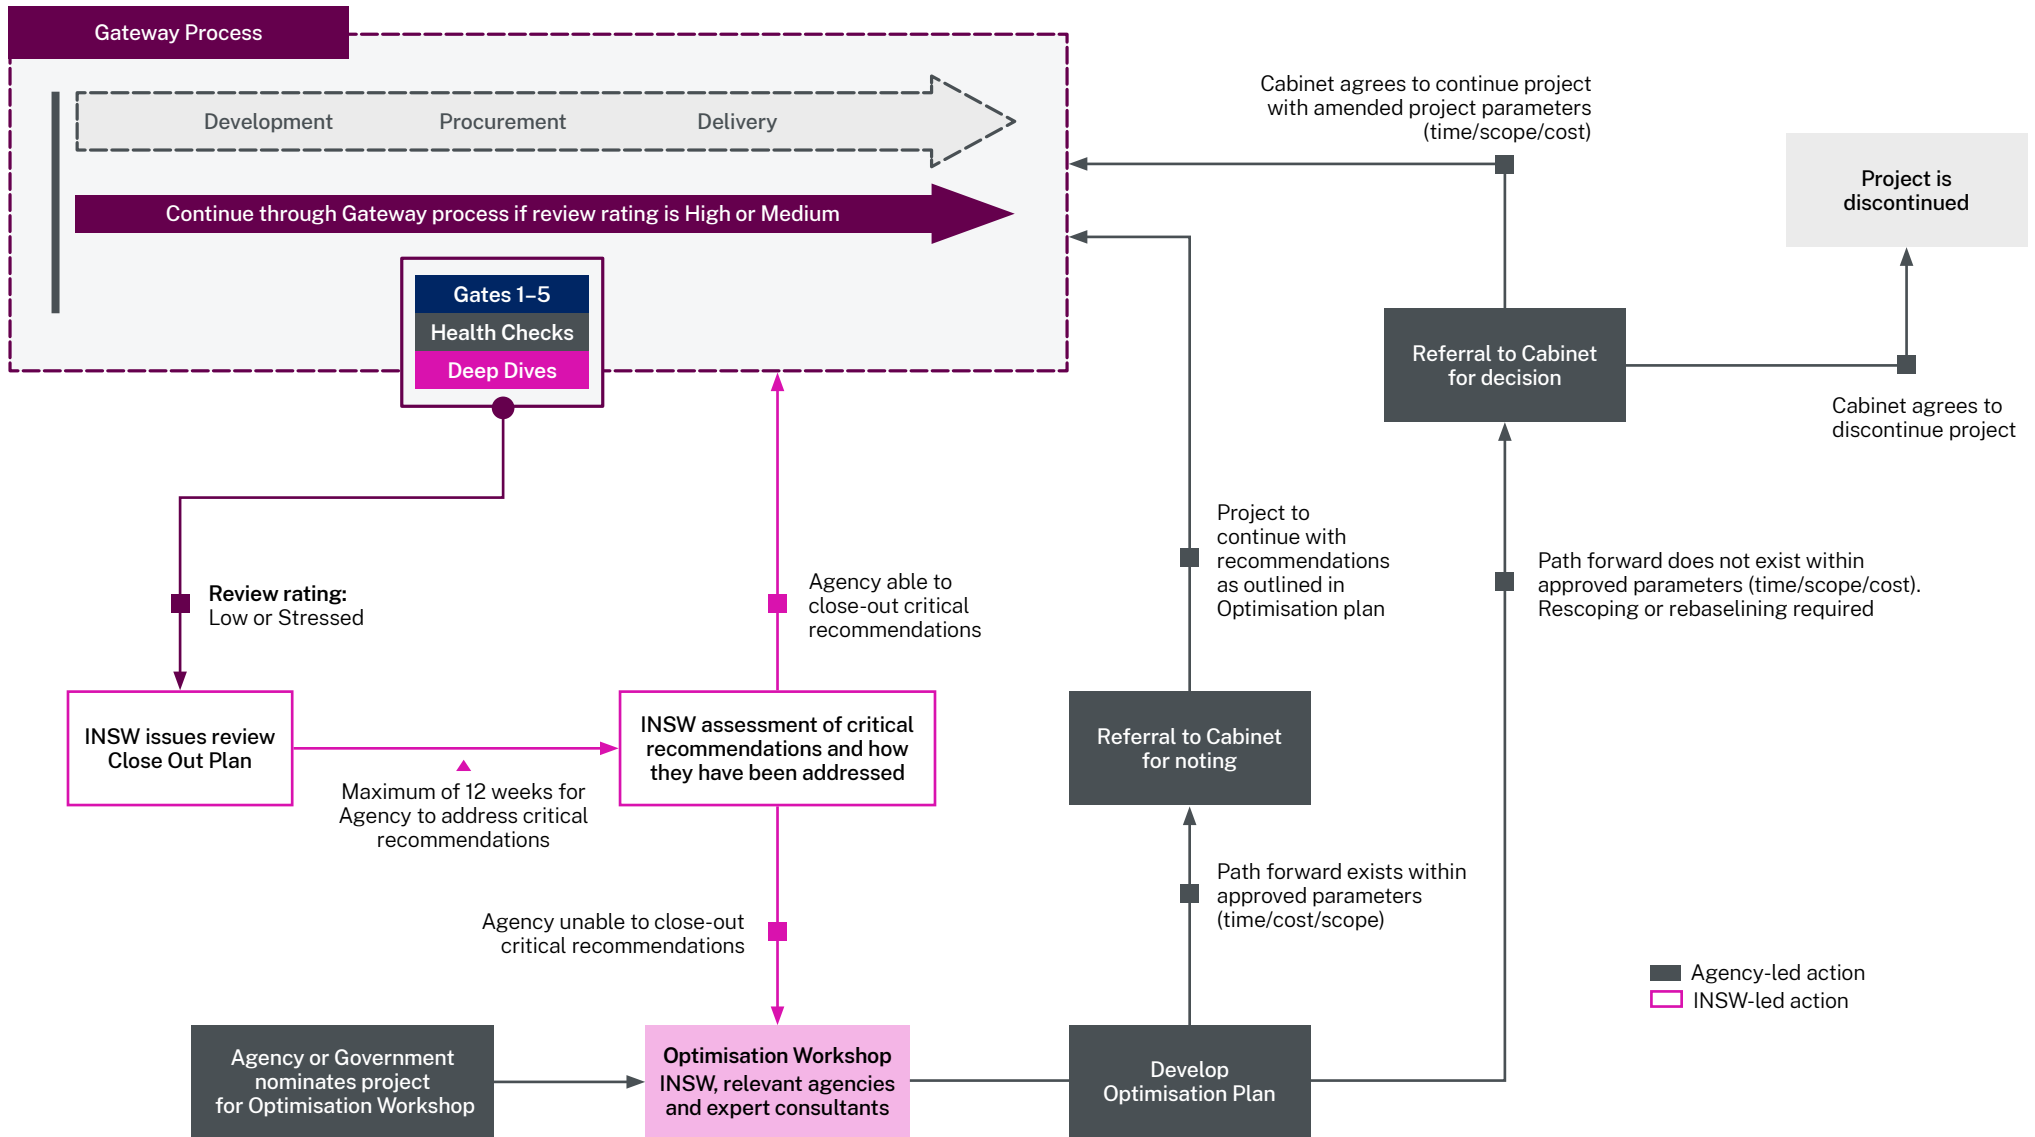 Gateway Process
Development
Procurement
Delivery
Continue through Gateway process if review rating is High or Medium
Gates 1–5
Health Checks
Deep Dives
Cabinet agrees to continue project
with amended project parameters
(time/scope/cost)
Project is
discontinued
Referral to Cabinet
for decision
Cabinet agrees to
discontinue project
Review rating:
Low or Stressed
Agency able to
close-out critical
recommendations
Project to
continue with
recommendations
as outlined in
Optimisation plan
Path forward does not exist within
approved parameters (time/scope/cost).
Rescoping or rebaselining required
INSW issues review
Close Out Plan
Maximum of 12 weeks for
Agency to address critical
recommendations
INSW assessment of critical
recommendations and how
they have been addressed
Referral to Cabinet
for noting
Agency unable to close-out
critical recommendations
Path forward exists within
approved parameters
(time/cost/scope)
Agency-led action
INSW-led action
Agency or Government
nominates project
for Optimisation Workshop
Optimisation Workshop
INSW, relevant agencies
and expert consultants
Develop
Optimisation Plan